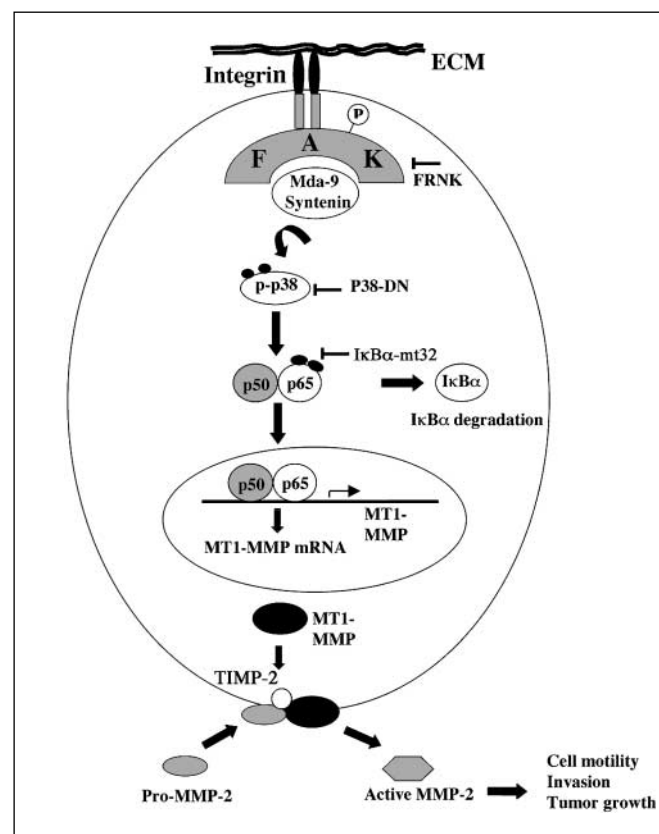 ECM
Integrin
P
F A K
FRNK
Mda-9
Syntenin
p-p38
P38-DN
IκBα-mt32
p50 p65
IκBα
IκBα degradation
p50 p65
MT1-
MMP
MT1-MMP mRNA
MT1-
MMP
TIMP-2
Pro-MMP-2
Active MMP-2
Cell motility
Invasion
Tumor growth